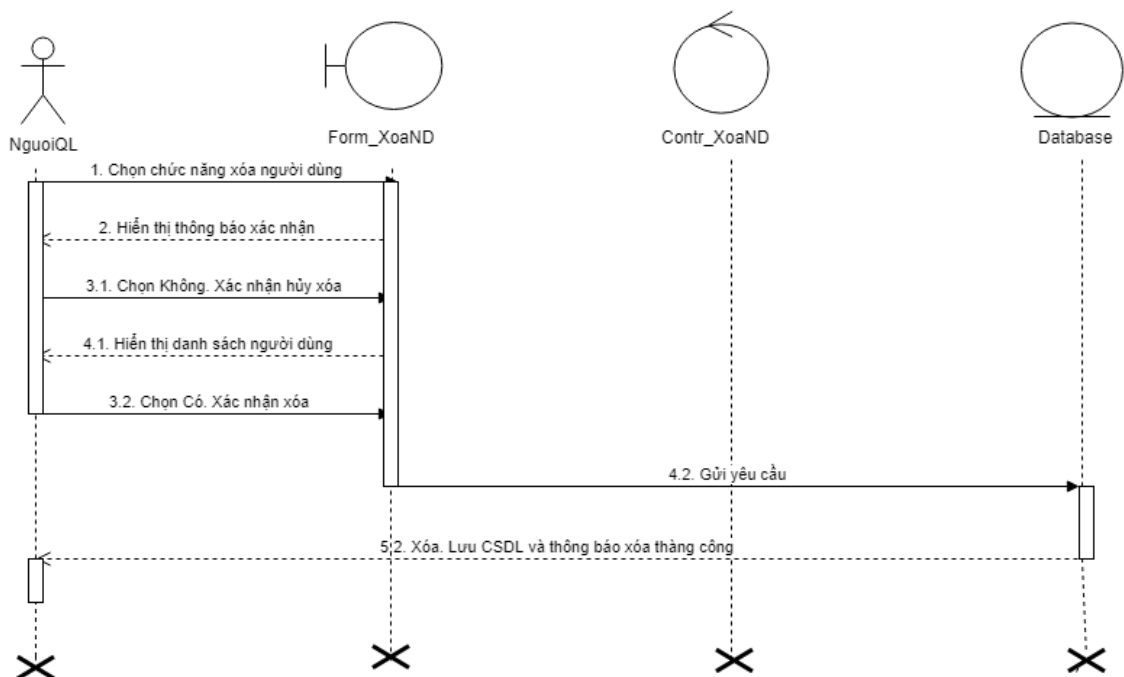 NguoiQL
Form_XoaND
Contr_XoaND
Database
1. Chọn chức năng xóa người dùng
2. Hiển thị thông báo xác nhận
3.1. Chọn Không. Xác nhận hủy xóa
4.1. Hiển thị danh sách người dùng
3.2. Chọn Có. Xác nhận xóa
4.2. Gửi yêu cầu
5.2. Xóa. Lưu CSDL và thông báo xóa thàng công